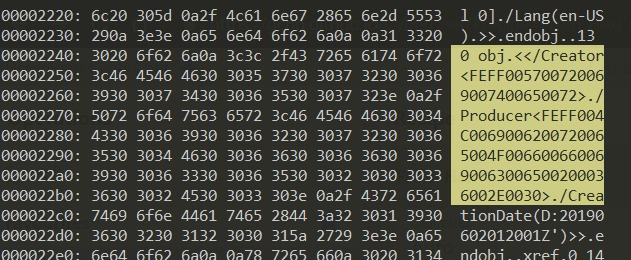 00002220: 6c20 305d 0a2f 4c61 6e67 2865 6e2d 5553 l 0]./Lang(en-US
00002230: 290a 3e3e 0a65 6e64 6f62 6a0a 0a31 3320 ).>>.endobj..13
00002240: 3020 6f62 6a0a 3c3c 2f43 7265 6174 6f72 0 obj.<</Creator
00002250: 3c46 4546 4630 3035 3730 3037 3230 3036 <FEFF00570072006
00002260: 3930 3037 3430 3036 3530 3037 323e 0a2f 9007400650072>./
00002270: 5072 6f64 7563 6572 3c46 4546 4630 3034 Producer<FEFF004
00002280: 4330 3036 3930 3036 3230 3037 3230 3036 C006900620072006
00002290: 3530 3034 4630 3036 3630 3036 3630 3036 5004F00660066006
000022a0: 3930 3036 3330 3036 3530 3032 3030 3033 9006300650020003
000022b0: 3630 3032 4530 3033 303e 0a2f 4372 6561 6002E0030>./Crea
000022c0: 7469 6f6e 4461 7465 2844 3a32 3031 3930 tionDate(D:20190
000022d0: 3630 3230 3132 3030 315a 2729 3e3e 0a65 602012001Z')>>.e
000022e0: 6e64 6f62 6a0a 0a78 7265 660a 3020 3134 ndobj..xref.0 14